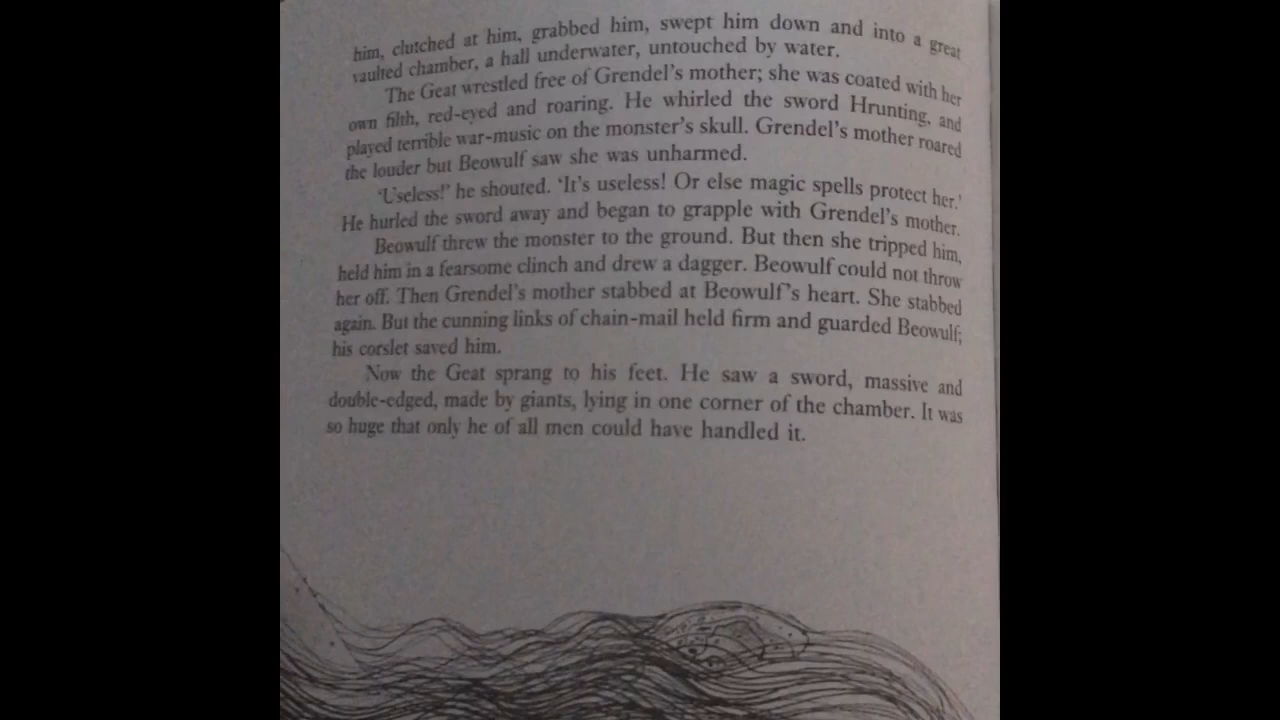 him, clutched at him, grabbed him, swept him down and into a great
vaulted chamber, a hall underwater, untouched by water.
The Geat wrestled free of Grendel's mother; she was coated with her
own filth, red-eyed and roaring. He whirled the sword Hrunting, and
played terrible war-music on the monster's skull. Grendel's mother roared
the louder but Beowulf saw she was unharmed.
'Useless!' he shouted. 'It's useless! Or else magic spells protect her.'
He hurled the sword away and began to grapple with Grendel's mother.
Beowulf threw the monster to the ground. But then she tripped him,
held him in a fearsome clinch and drew a dagger. Beowulf could not throw
her off. Then Grendel's mother stabbed at Beowulf's heart. She stabbed
again. But the cunning links of chain-mail held firm and guarded Beowulf;
his corslet saved him.
Now the Geat sprang to his feet. He saw a sword, massive and
double-edged, made by giants, lying in one corner of the chamber. It was
so huge that only he of all men could have handled it.